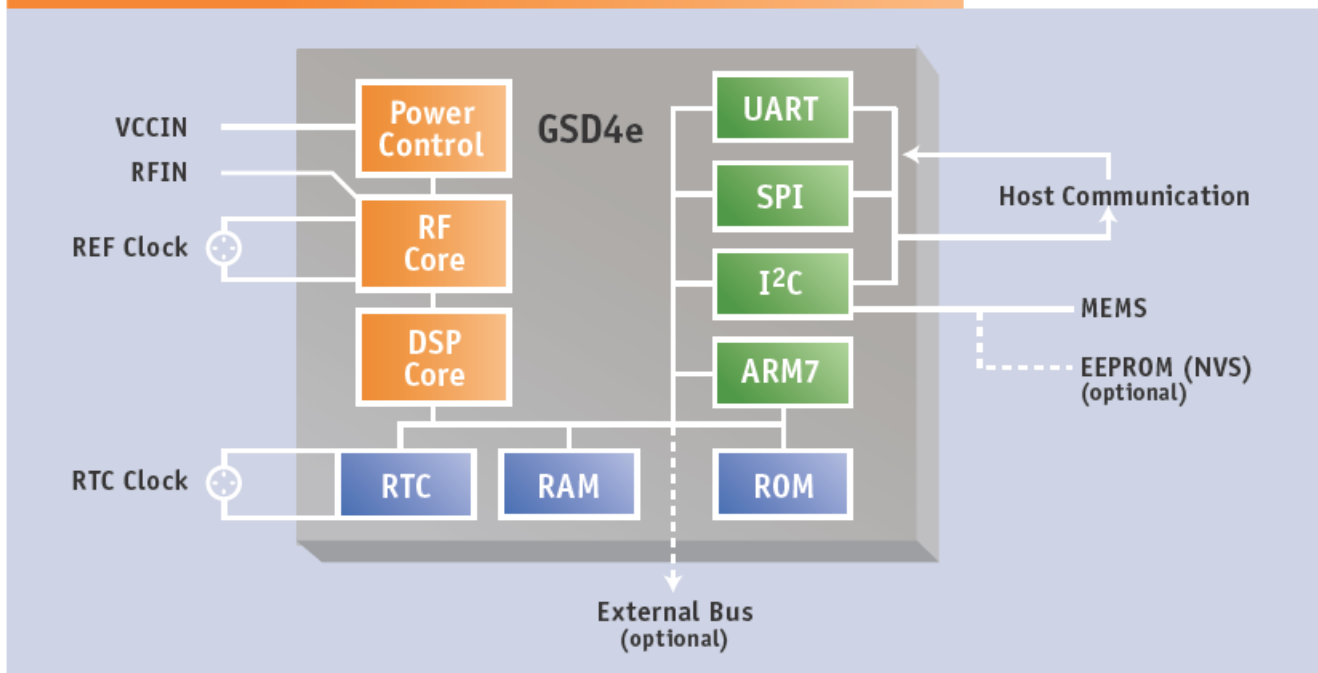 GSD4e
VCCIN
RFIN
REF Clock
RTC Clock
Power
Control
RF
Core
DSP
Core
RTC
RAM
ROM
UART
SPI
I²C
ARM7
Host Communication
MEMS
EEPROM (NVS)
(optional)
External Bus
(optional)